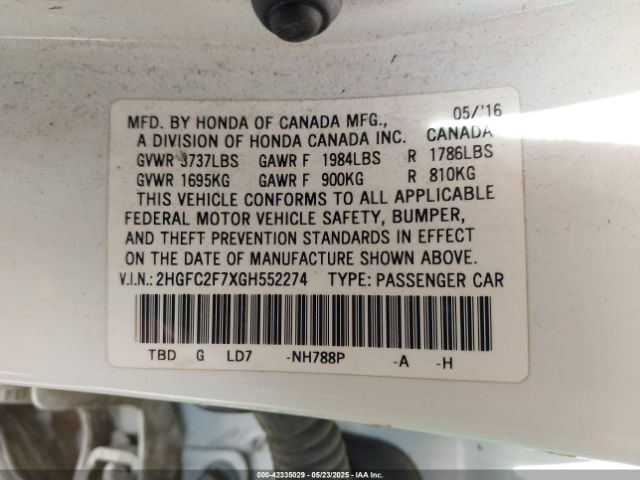 05/'16
MFD. BY HONDA OF CANADA MFG.,
A DIVISION OF HONDA CANADA INC. CANADA
GVWR 3737LBS GAWR F 1984LBS R 1786LBS
GVWR 1695KG GAWR F 900KG R 810KG
THIS VEHICLE CONFORMS TO ALL APPLICABLE
FEDERAL MOTOR VEHICLE SAFETY, BUMPER,
AND THEFT PREVENTION STANDARDS IN EFFECT
ON THE DATE OF MANUFACTURE SHOWN ABOVE.
V.I.N.: 2HGFC2F7XGH552274 TYPE: PASSENGER CAR
TBD G LD7 -NH788P -A -H
000-42335029 - 05/23/2025 - IAA Inc.